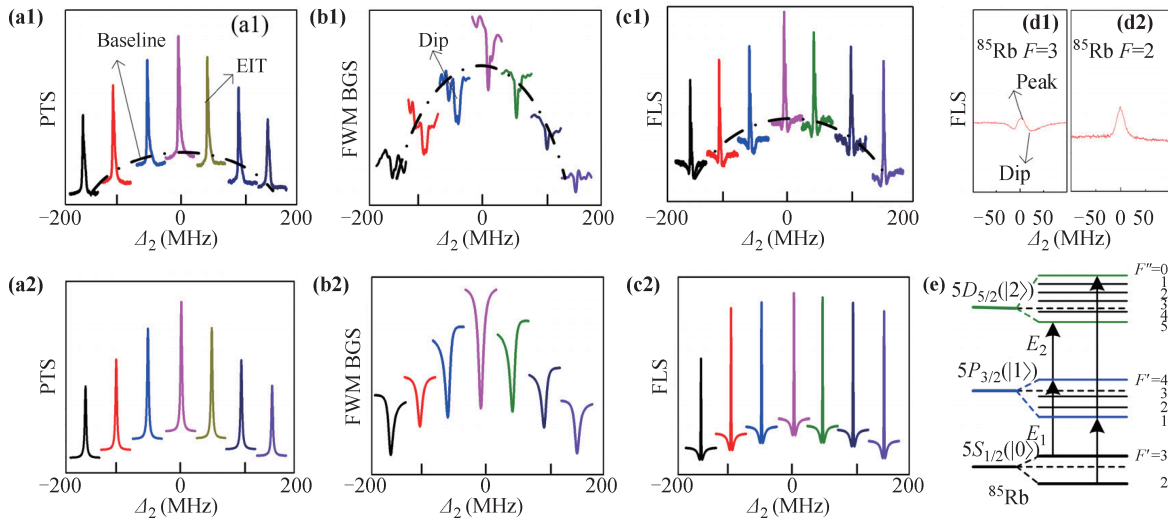 (a1)
(a1)
Baseline
EIT
PTS
−200 0 200
Δ2 (MHz)
(b1)
Dip
FWM BGS
−200 0 200
Δ2 (MHz)
(c1)
FLS
−200 0 200
Δ2 (MHz)
(d1) (d2)
85Rb F=3 85Rb F=2
Peak
Dip
FLS
−50 0 50 −50 0 50
Δ2 (MHz)
(a2)
PTS
−200 0 200
Δ2 (MHz)
(b2)
FWM BGS
−200 0 200
Δ2 (MHz)
(c2)
FLS
−200 0 200
Δ2 (MHz)
(e)
F″=0
1
2
3
4
5
5D5/2(|2⟩)
E2
5P3/2(|1⟩)
F′=4
3
2
1
E1
5S1/2(|0⟩)
F′=3
2
85Rb